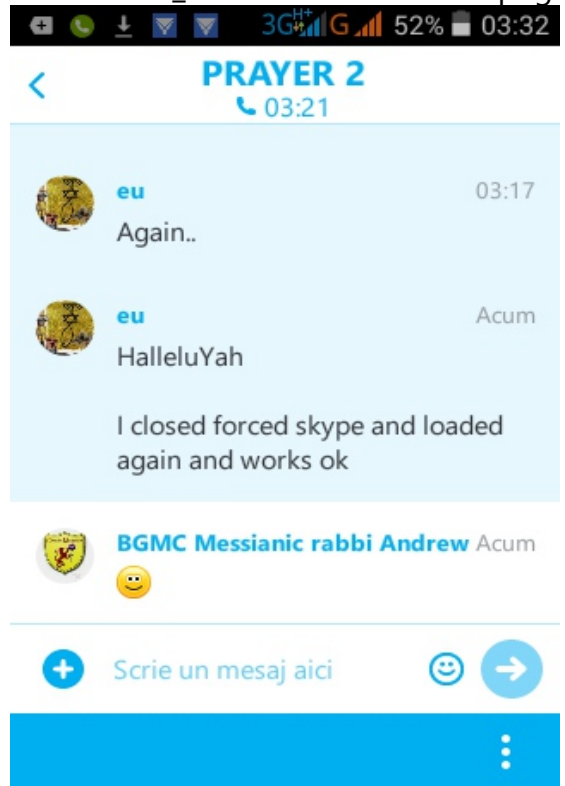 3G H+ G 52% 03:32
PRAYER 2
03:21
eu 03:17
Again..
eu Acum
HalleluYah
I closed forced skype and loaded
again and works ok
BGMC Messianic rabbi Andrew Acum
Scrie un mesaj aici